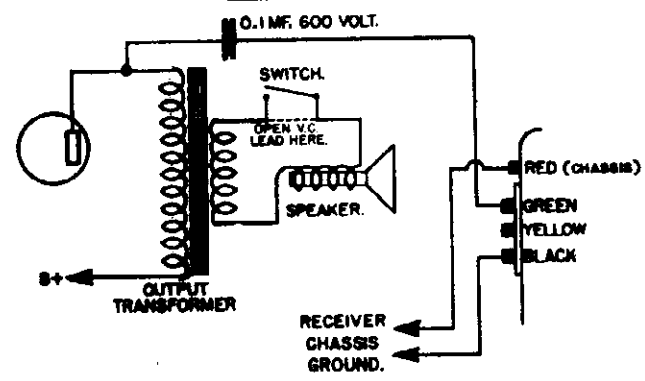 0.1 MF. 600 VOLT.
SWITCH.
OPEN V.C.
LEAD HERE.
SPEAKER.
RED (CHASSIS)
GREEN
YELLOW
BLACK
B+
OUTPUT
TRANSFORMER
RECEIVER
CHASSIS
GROUND.